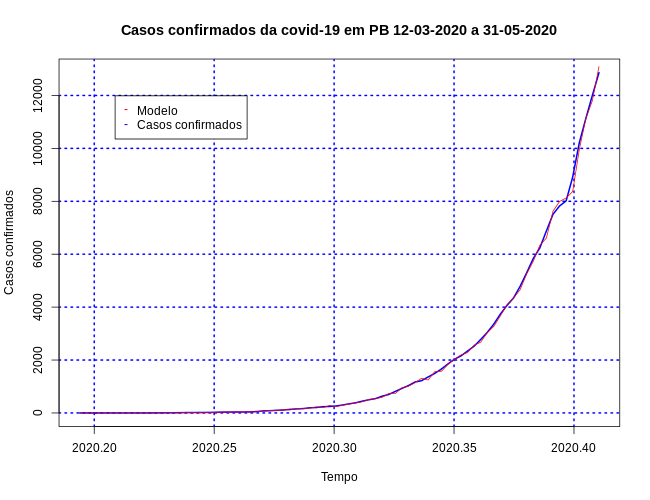 Casos confirmados da covid-19 em PB 12-03-2020 a 31-05-2020
Casos confirmados
12000
10000
8000
6000
4000
2000
0
Modelo
Casos confirmados
2020.20 2020.25 2020.30 2020.35 2020.40
Tempo